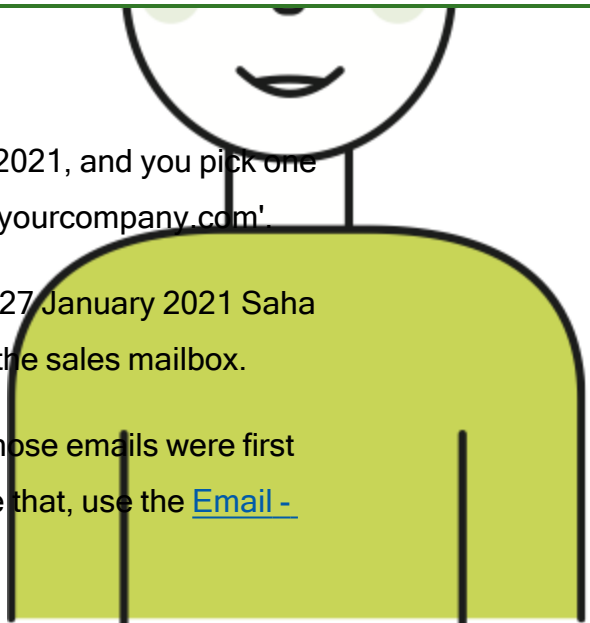 2021, and you pick one
yourcompany.com'.
27 January 2021 Saha
the sales mailbox.
hose emails were first
e that, use the Email -